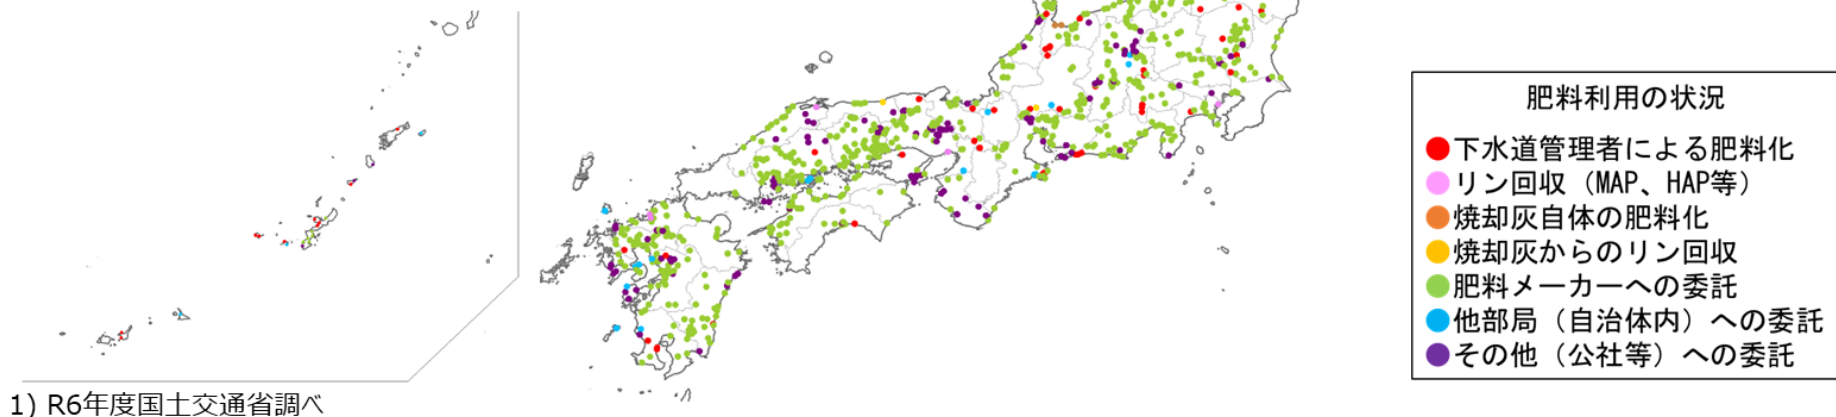 肥料利用の状況
●下水道管理者による肥料化
●リン回収（MAP、HAP等）
●焼却灰自体の肥料化
●焼却灰からのリン回収
●肥料メーカーへの委託
●他部局（自治体内）への委託
●その他（公社等）への委託
1) R6年度国土交通省調べ